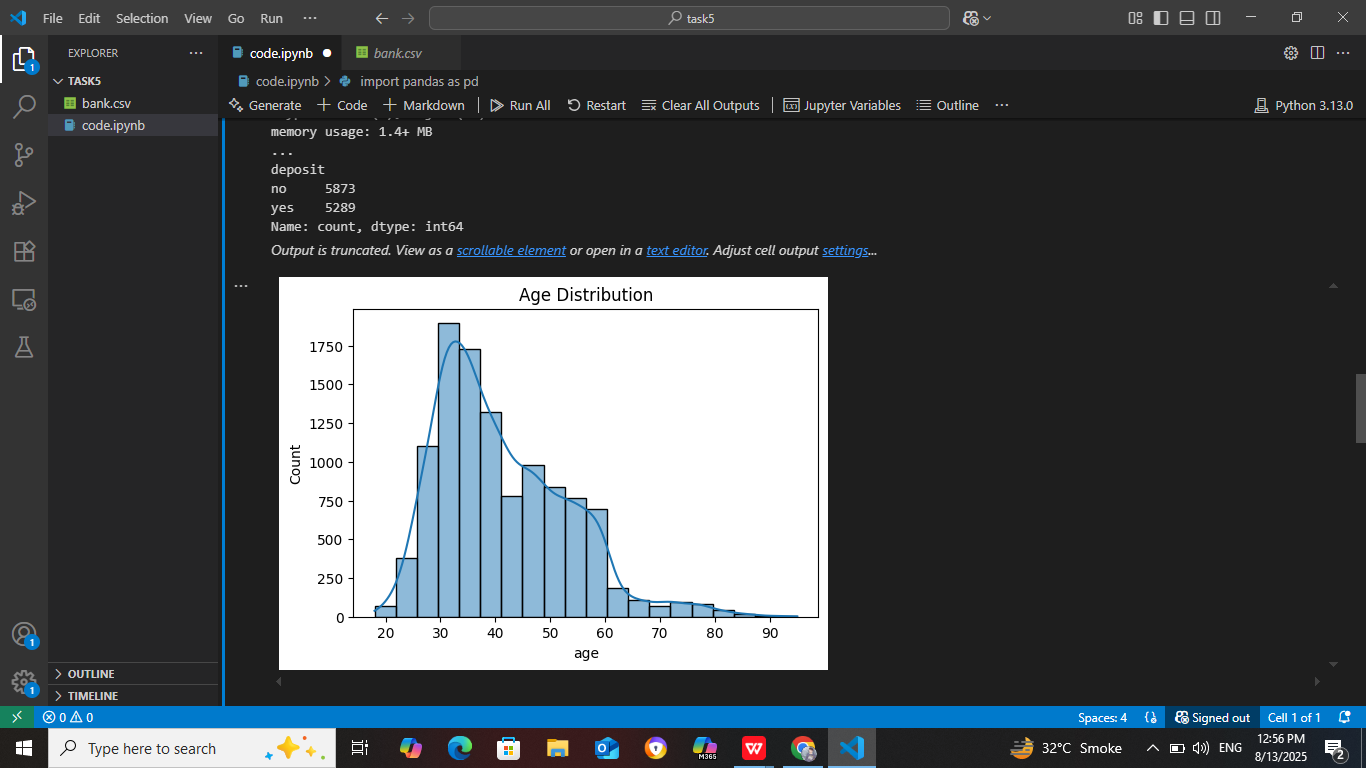 File Edit Selection View Go Run ··· task5
EXPLORER ···
TASK5
bank.csv
code.ipynb
OUTLINE
TIMELINE
code.ipynb bank.csv
code.ipynb > import pandas as pd
Generate + Code + Markdown Run All Restart Clear All Outputs Jupyter Variables Outline ··· Python 3.13.0
memory usage: 1.4+ MB
...
deposit
no 5873
yes 5289
Name: count, dtype: int64
Output is truncated. View as a scrollable element or open in a text editor. Adjust cell output settings...
Age Distribution
1750
1500
1250
1000
750
500
250
0
Count
20 30 40 50 60 70 80 90
age
1
1
1
0 0 Spaces: 4 Signed out Cell 1 of 1
Type here to search M365 32°C Smoke ENG 12:56 PM
8/13/2025 2